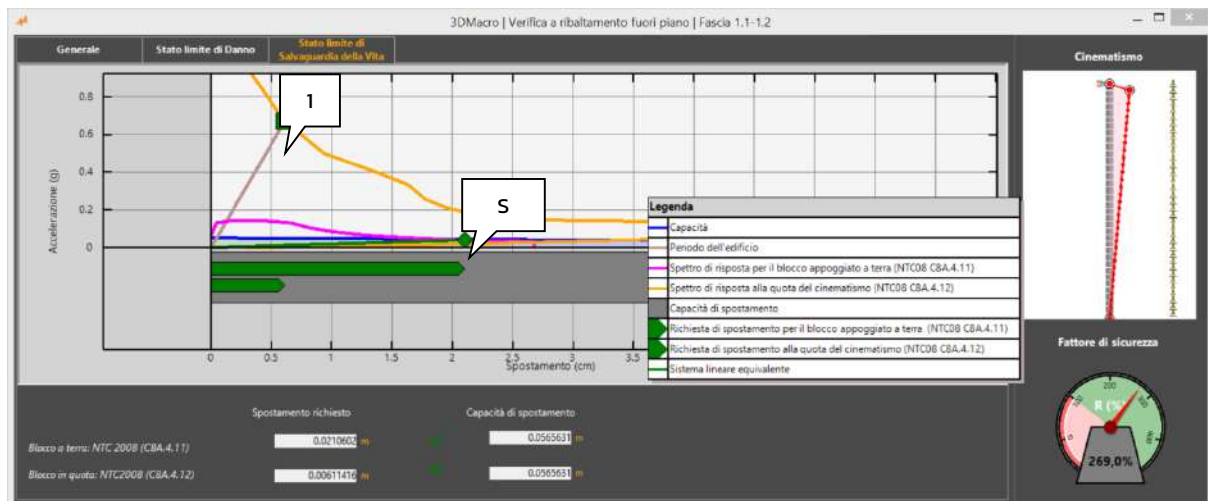 3DMacro | Verifica a ribaltamento fuori piano | Fascia 1.1-1.2
Generale
Stato limite di Danno
Stato limite di
Salvaguardia della Vita
Cinematismo
Accelerazione (g)
0.8
0.6
0.4
0.2
0
1
S
Legenda
Capacità
Periodo dell'edificio
Spettro di risposta per il blocco appoggiato a terra (NTC08 C8A.4.11)
Spettro di risposta alla quota del cinematismo (NTC08 C8A.4.12)
Capacità di spostamento
Richiesta di spostamento per il blocco appoggiato a terra (NTC08 C8A.4.11)
Richiesta di spostamento alla quota del cinematismo (NTC08 C8A.4.12)
Sistema lineare equivalente
0 0.5 1 1.5 2 2.5 3 3.5
Spostamento (cm)
Fattore di sicurezza
0 100 200 300 400
R (%)
269,0%
Spostamento richiesto
Capacità di spostamento
Blocco a terra: NTC 2008 (C8A.4.11)
0.0210602 m
0.0565631 m
Blocco in quota: NTC2008 (C8A.4.12)
0.00611416 m
0.0565631 m